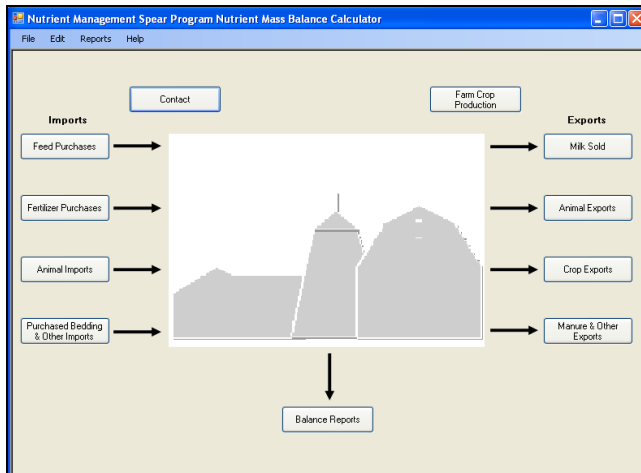 Nutrient Management Spear Program Nutrient Mass Balance Calculator
File Edit Reports Help
Contact
Farm Crop
Production
Imports
Exports
Feed Purchases
Milk Sold
Fertilizer Purchases
Animal Exports
Animal Imports
Crop Exports
Purchased Bedding
& Other Imports
Manure & Other
Exports
Balance Reports